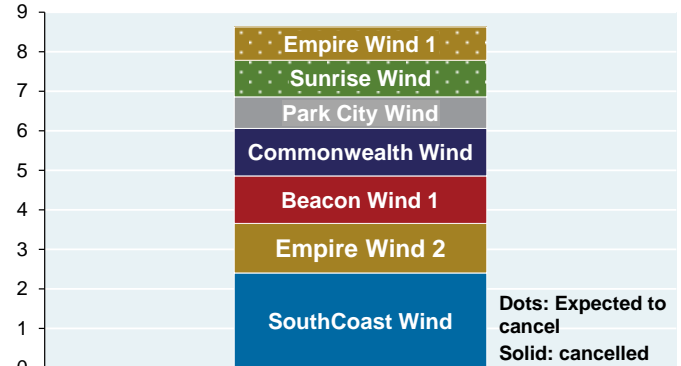 9
8
7
6
5
4
3
2
1
0
Empire Wind 1
Sunrise Wind
Park City Wind
Commonwealth Wind
Beacon Wind 1
Empire Wind 2
SouthCoast Wind
Dots: Expected to
cancel
Solid: cancelled